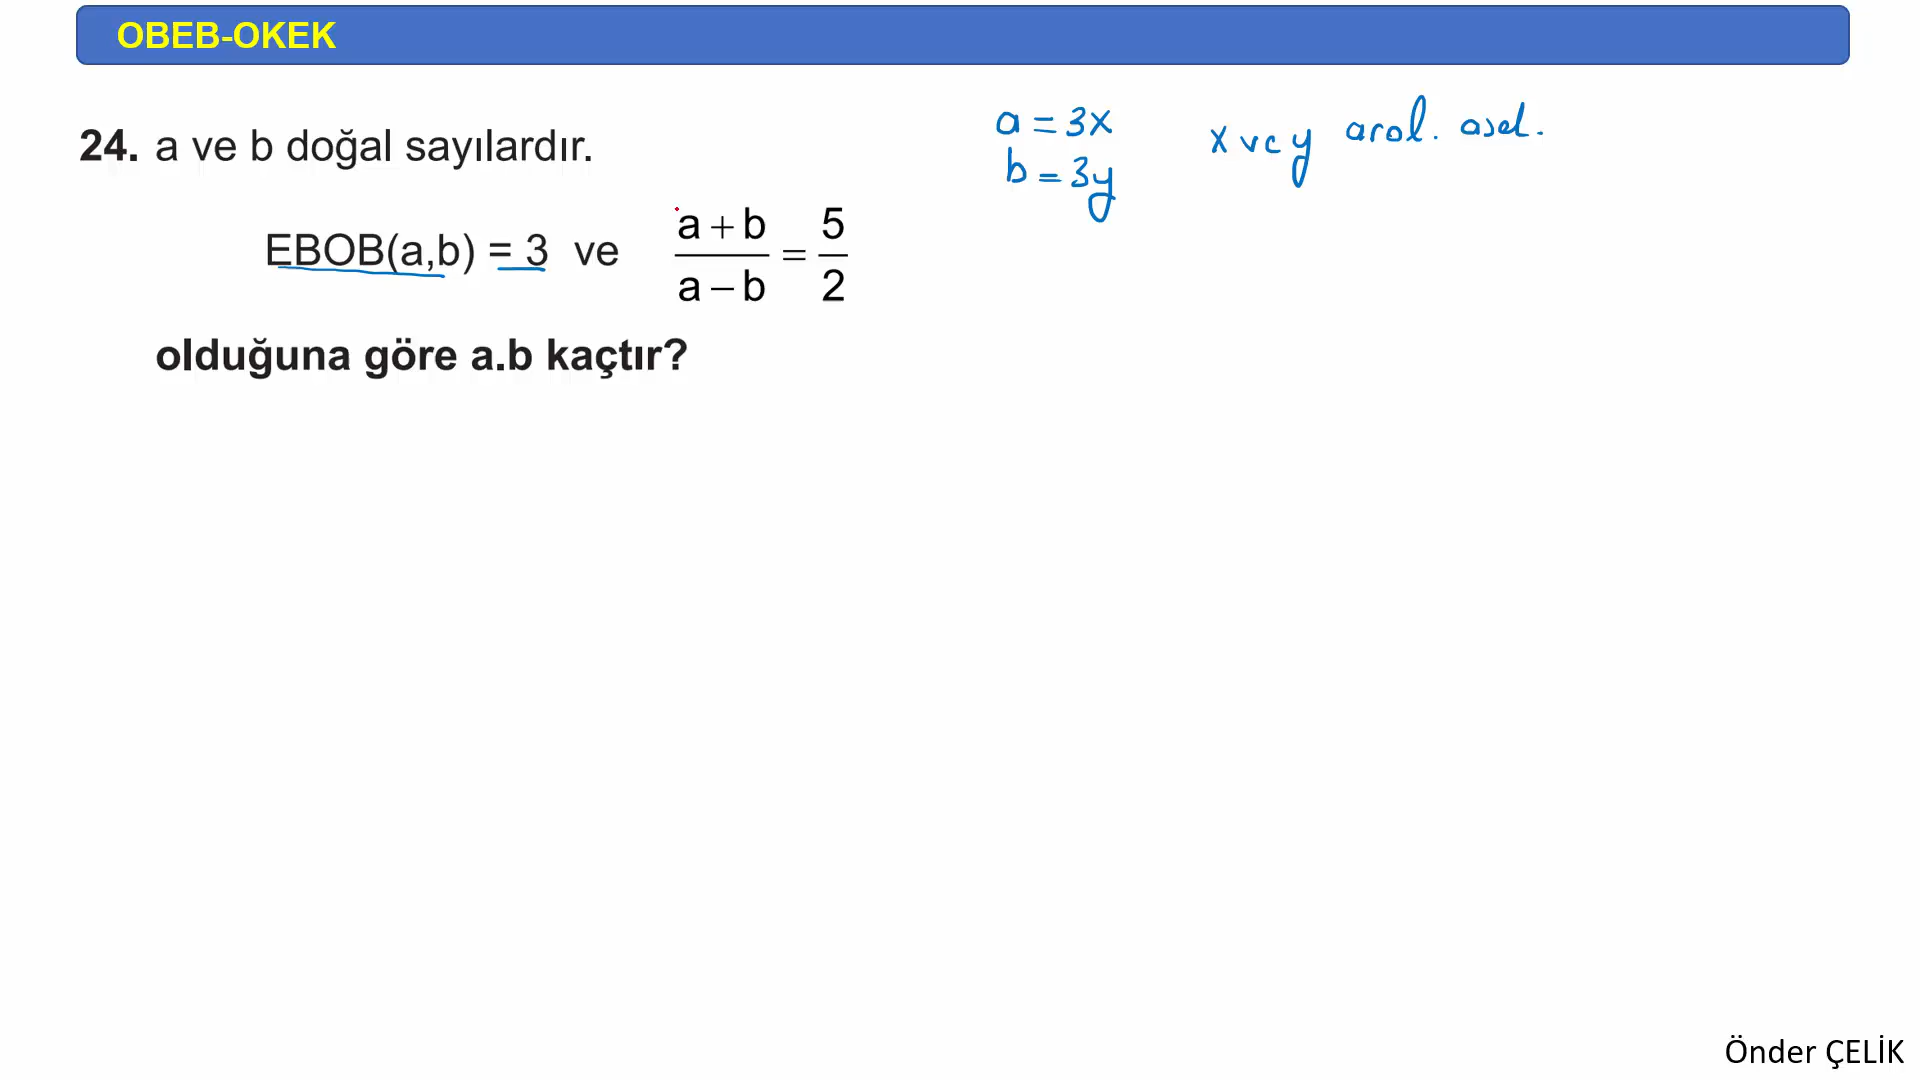 OBEB-OKEK
24. a ve b doğal sayılardır.
EBOB(a,b) = 3 ve a + b / a − b = 5 / 2
olduğuna göre a.b kaçtır?
a = 3x
b = 3y
x ve y aral. asal.
Önder ÇELİK